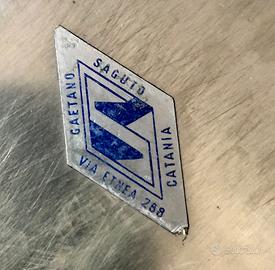 GAETANO
SAGUTO
CATANIA
VIA ETNEA 268